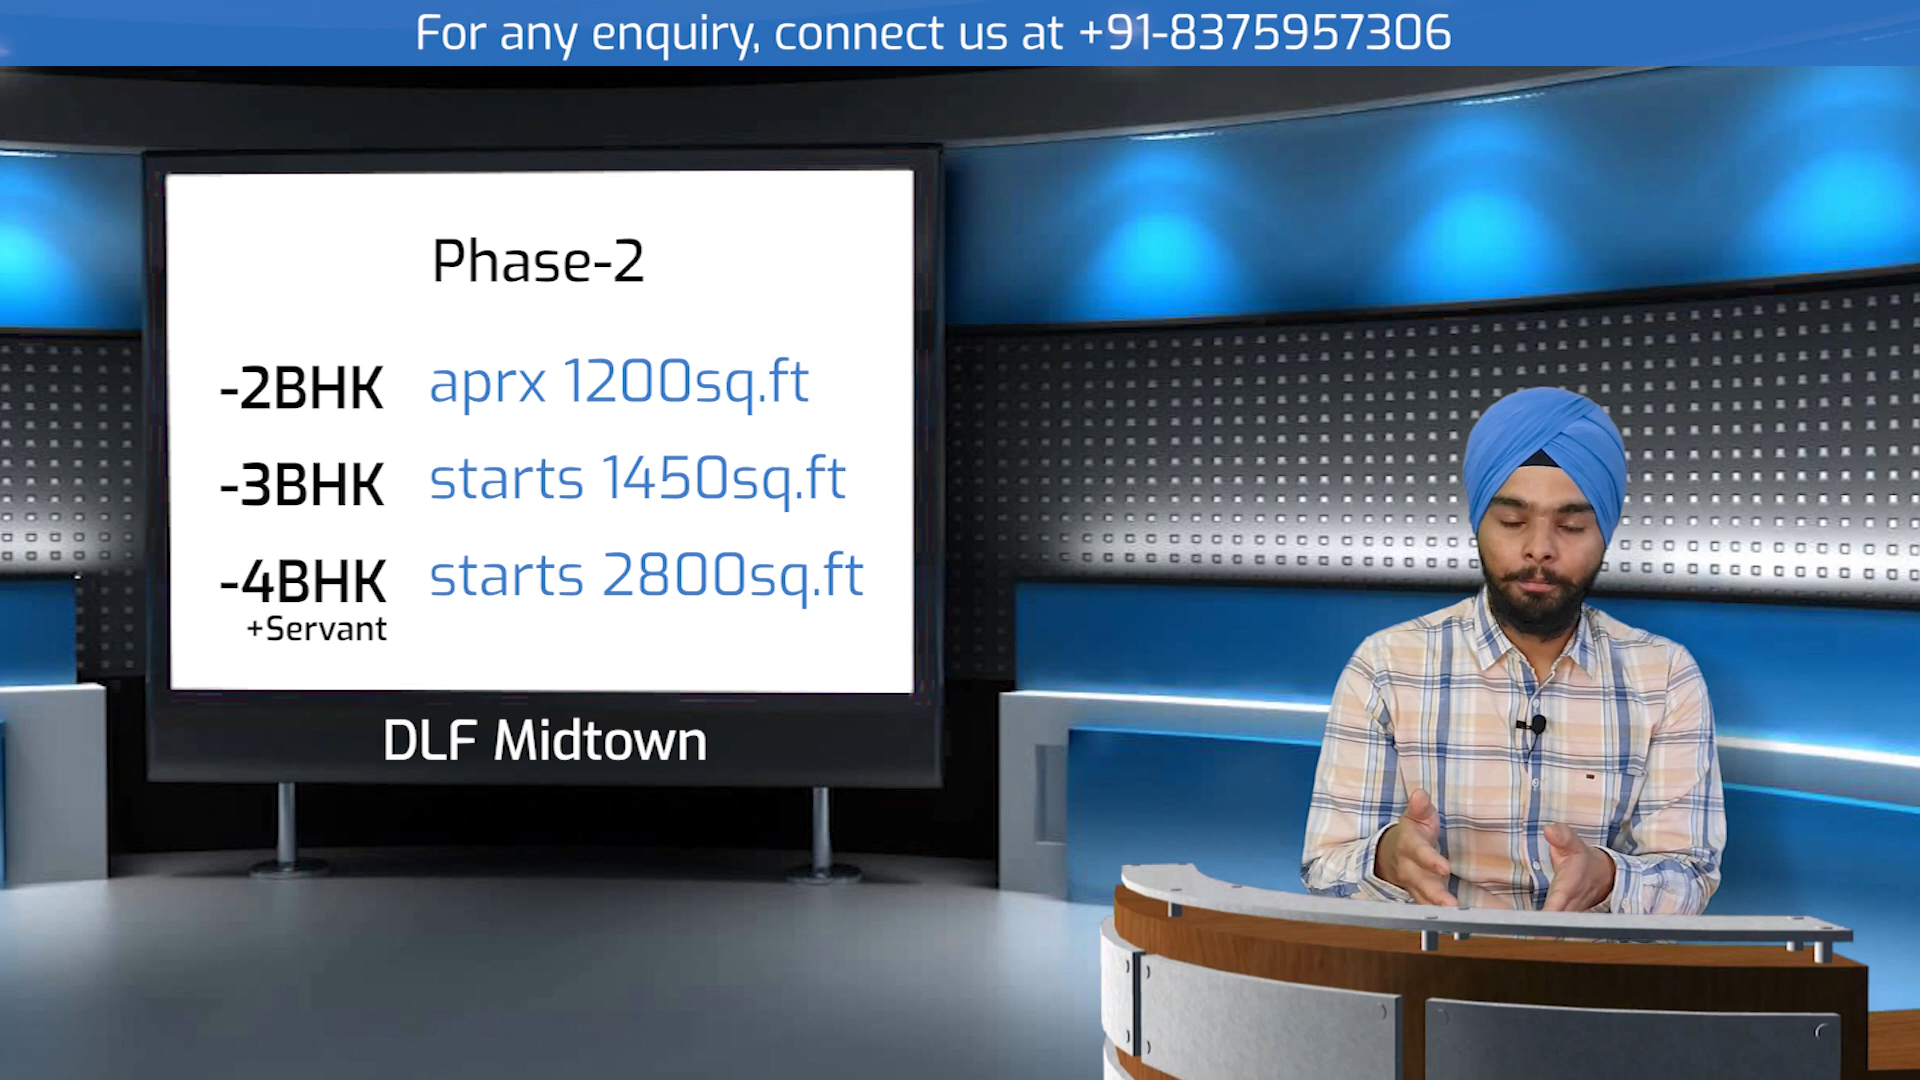 For any enquiry, connect us at +91-8375957306
Phase-2
-2BHK aprx 1200sq.ft
-3BHK starts 1450sq.ft
-4BHK starts 2800sq.ft
+Servant
DLF Midtown